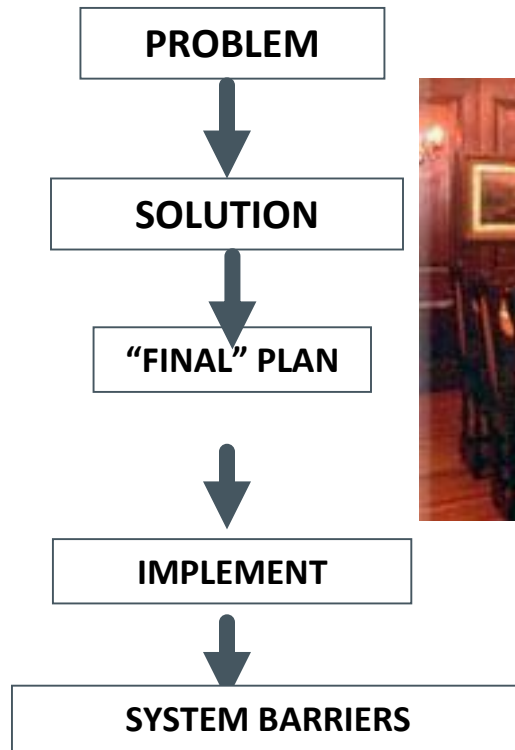 PROBLEM
SOLUTION
“FINAL” PLAN
IMPLEMENT
SYSTEM BARRIERS